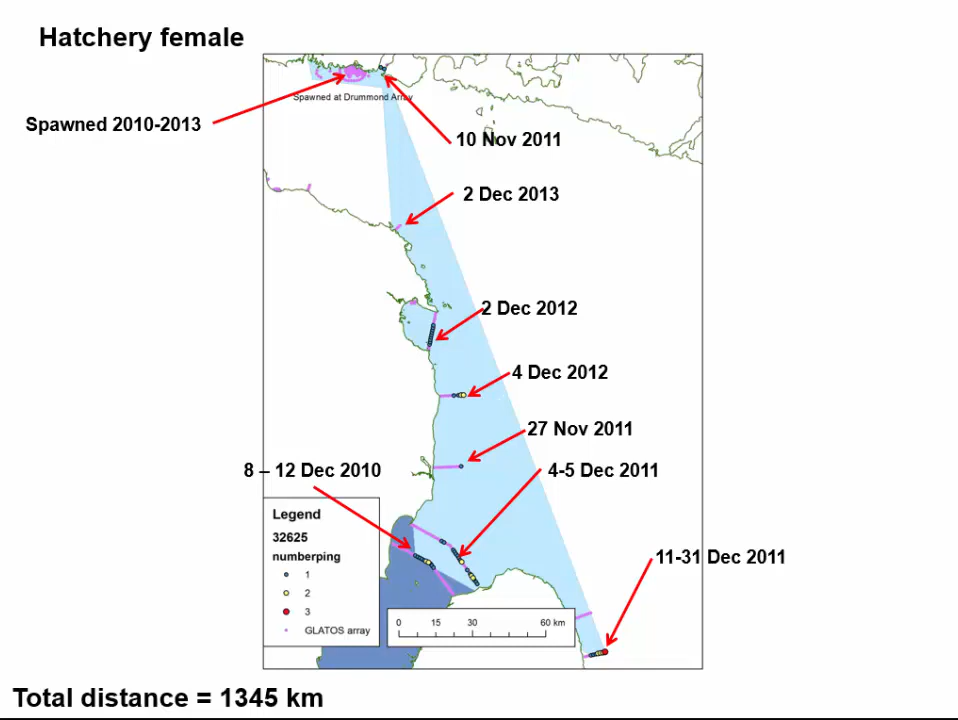 Hatchery female
Spawned at Drummond Array
Spawned 2010-2013
10 Nov 2011
2 Dec 2013
2 Dec 2012
4 Dec 2012
27 Nov 2011
8 – 12 Dec 2010
4-5 Dec 2011
Legend
32625
numberping
1
2
3
GLATOS array
0 15 30 60 km
11-31 Dec 2011
Total distance = 1345 km